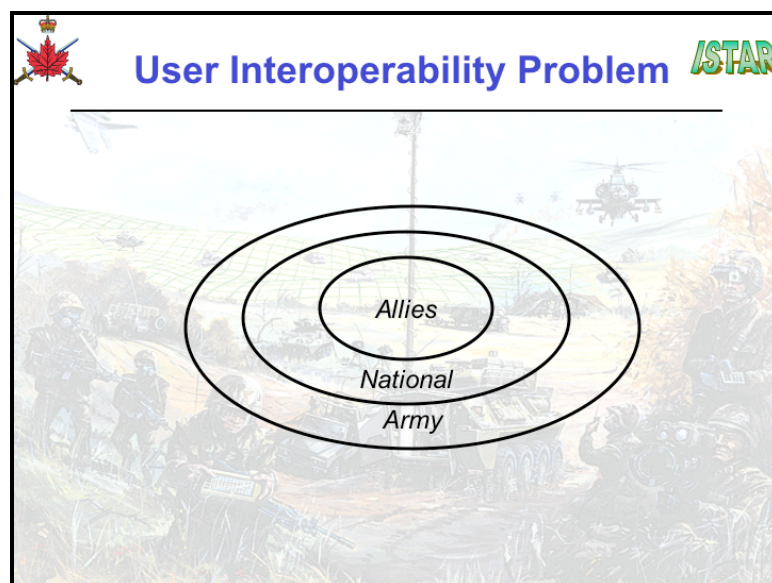 User Interoperability Problem
ISTAR
Allies
National
Army